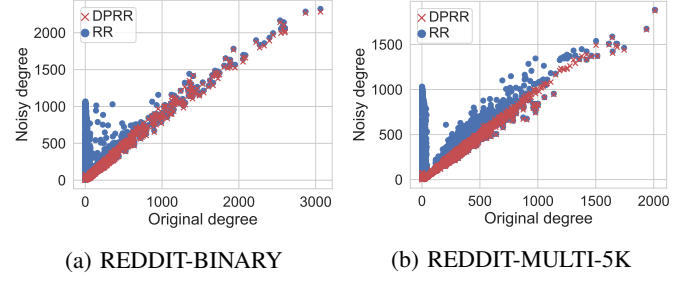 DPRR
RR
Noisy degree
2000
1500
1000
500
0
0 1000 2000 3000
Original degree
(a) REDDIT-BINARY
DPRR
RR
Noisy degree
1500
1000
500
0
0 500 1000 1500 2000
Original degree
(b) REDDIT-MULTI-5K